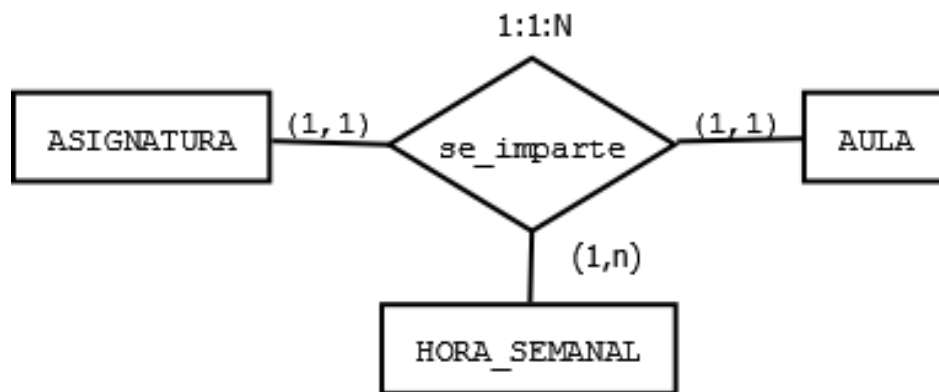 1:1:N
ASIGNATURA
(1,1)
se_imparte
(1,1)
AULA
(1,n)
HORA_SEMANAL